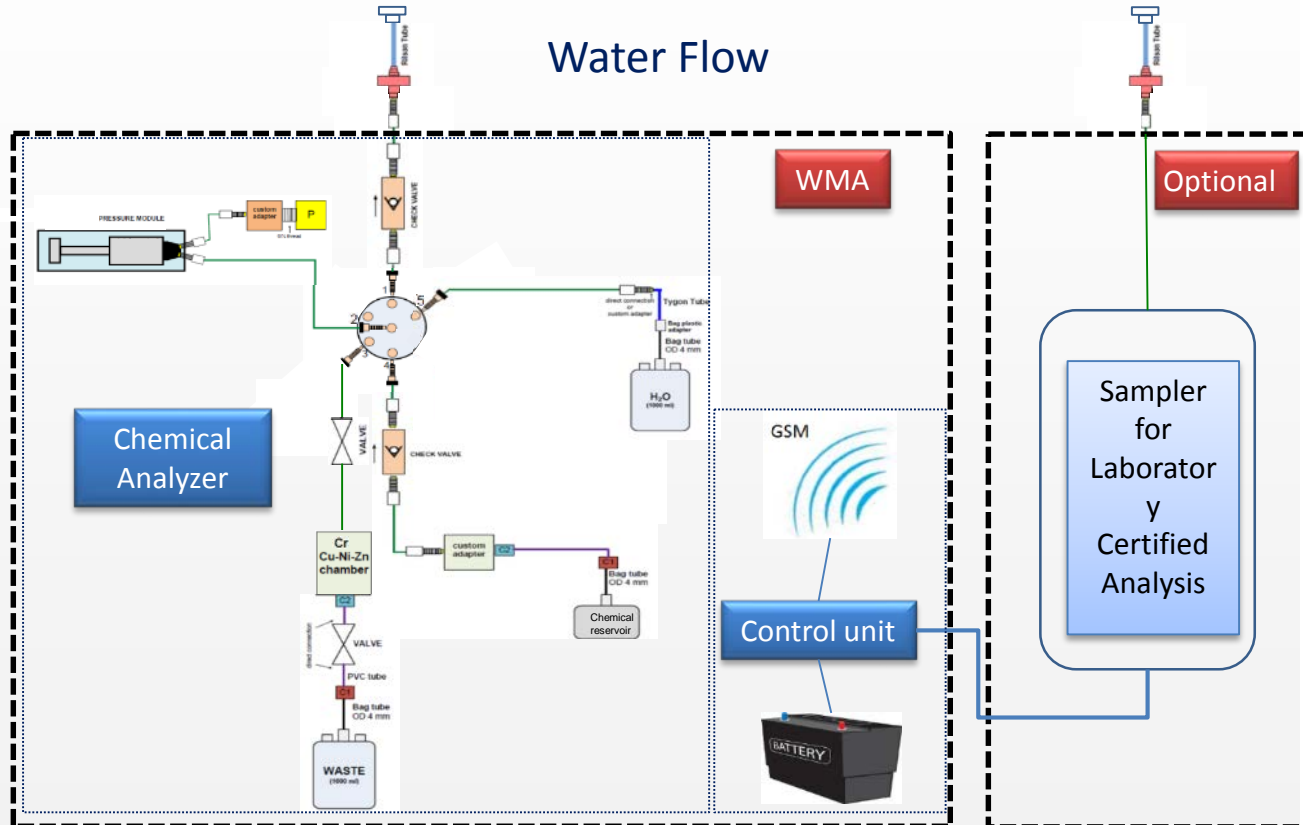 Water Flow
Rilsan Tube
Rilsan Tube
WMA
Optional
CHECK VALVE
PRESSURE MODULE
custom
adapter
P
1
5
2
3
4
direct connection
or
custom adapter
Tygon Tube
Bag plastic
adapter
Bag tube
OD 4 mm
H₂O
(1000 ml)
Chemical
Analyzer
VALVE
CHECK VALVE
GSM
Sampler
for
Laborator
y
Certified
Analysis
Cr
Cu-Ni-Zn
chamber
custom
adapter
C2
C1
Bag tube
OD 4 mm
Chemical
reservoir
C2
direct connection
VALVE
PVC tube
C1
Bag tube
OD 4 mm
WASTE
(1000 ml)
Control unit
BATTERY